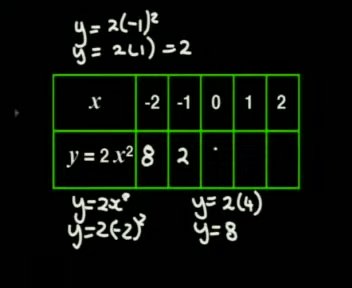 y = 2(-1)²
y = 2(1) = 2
x -2 -1 0 1 2
y = 2x² 8 2
y=2x² y = 2(4)
y=2(-2)² y = 8